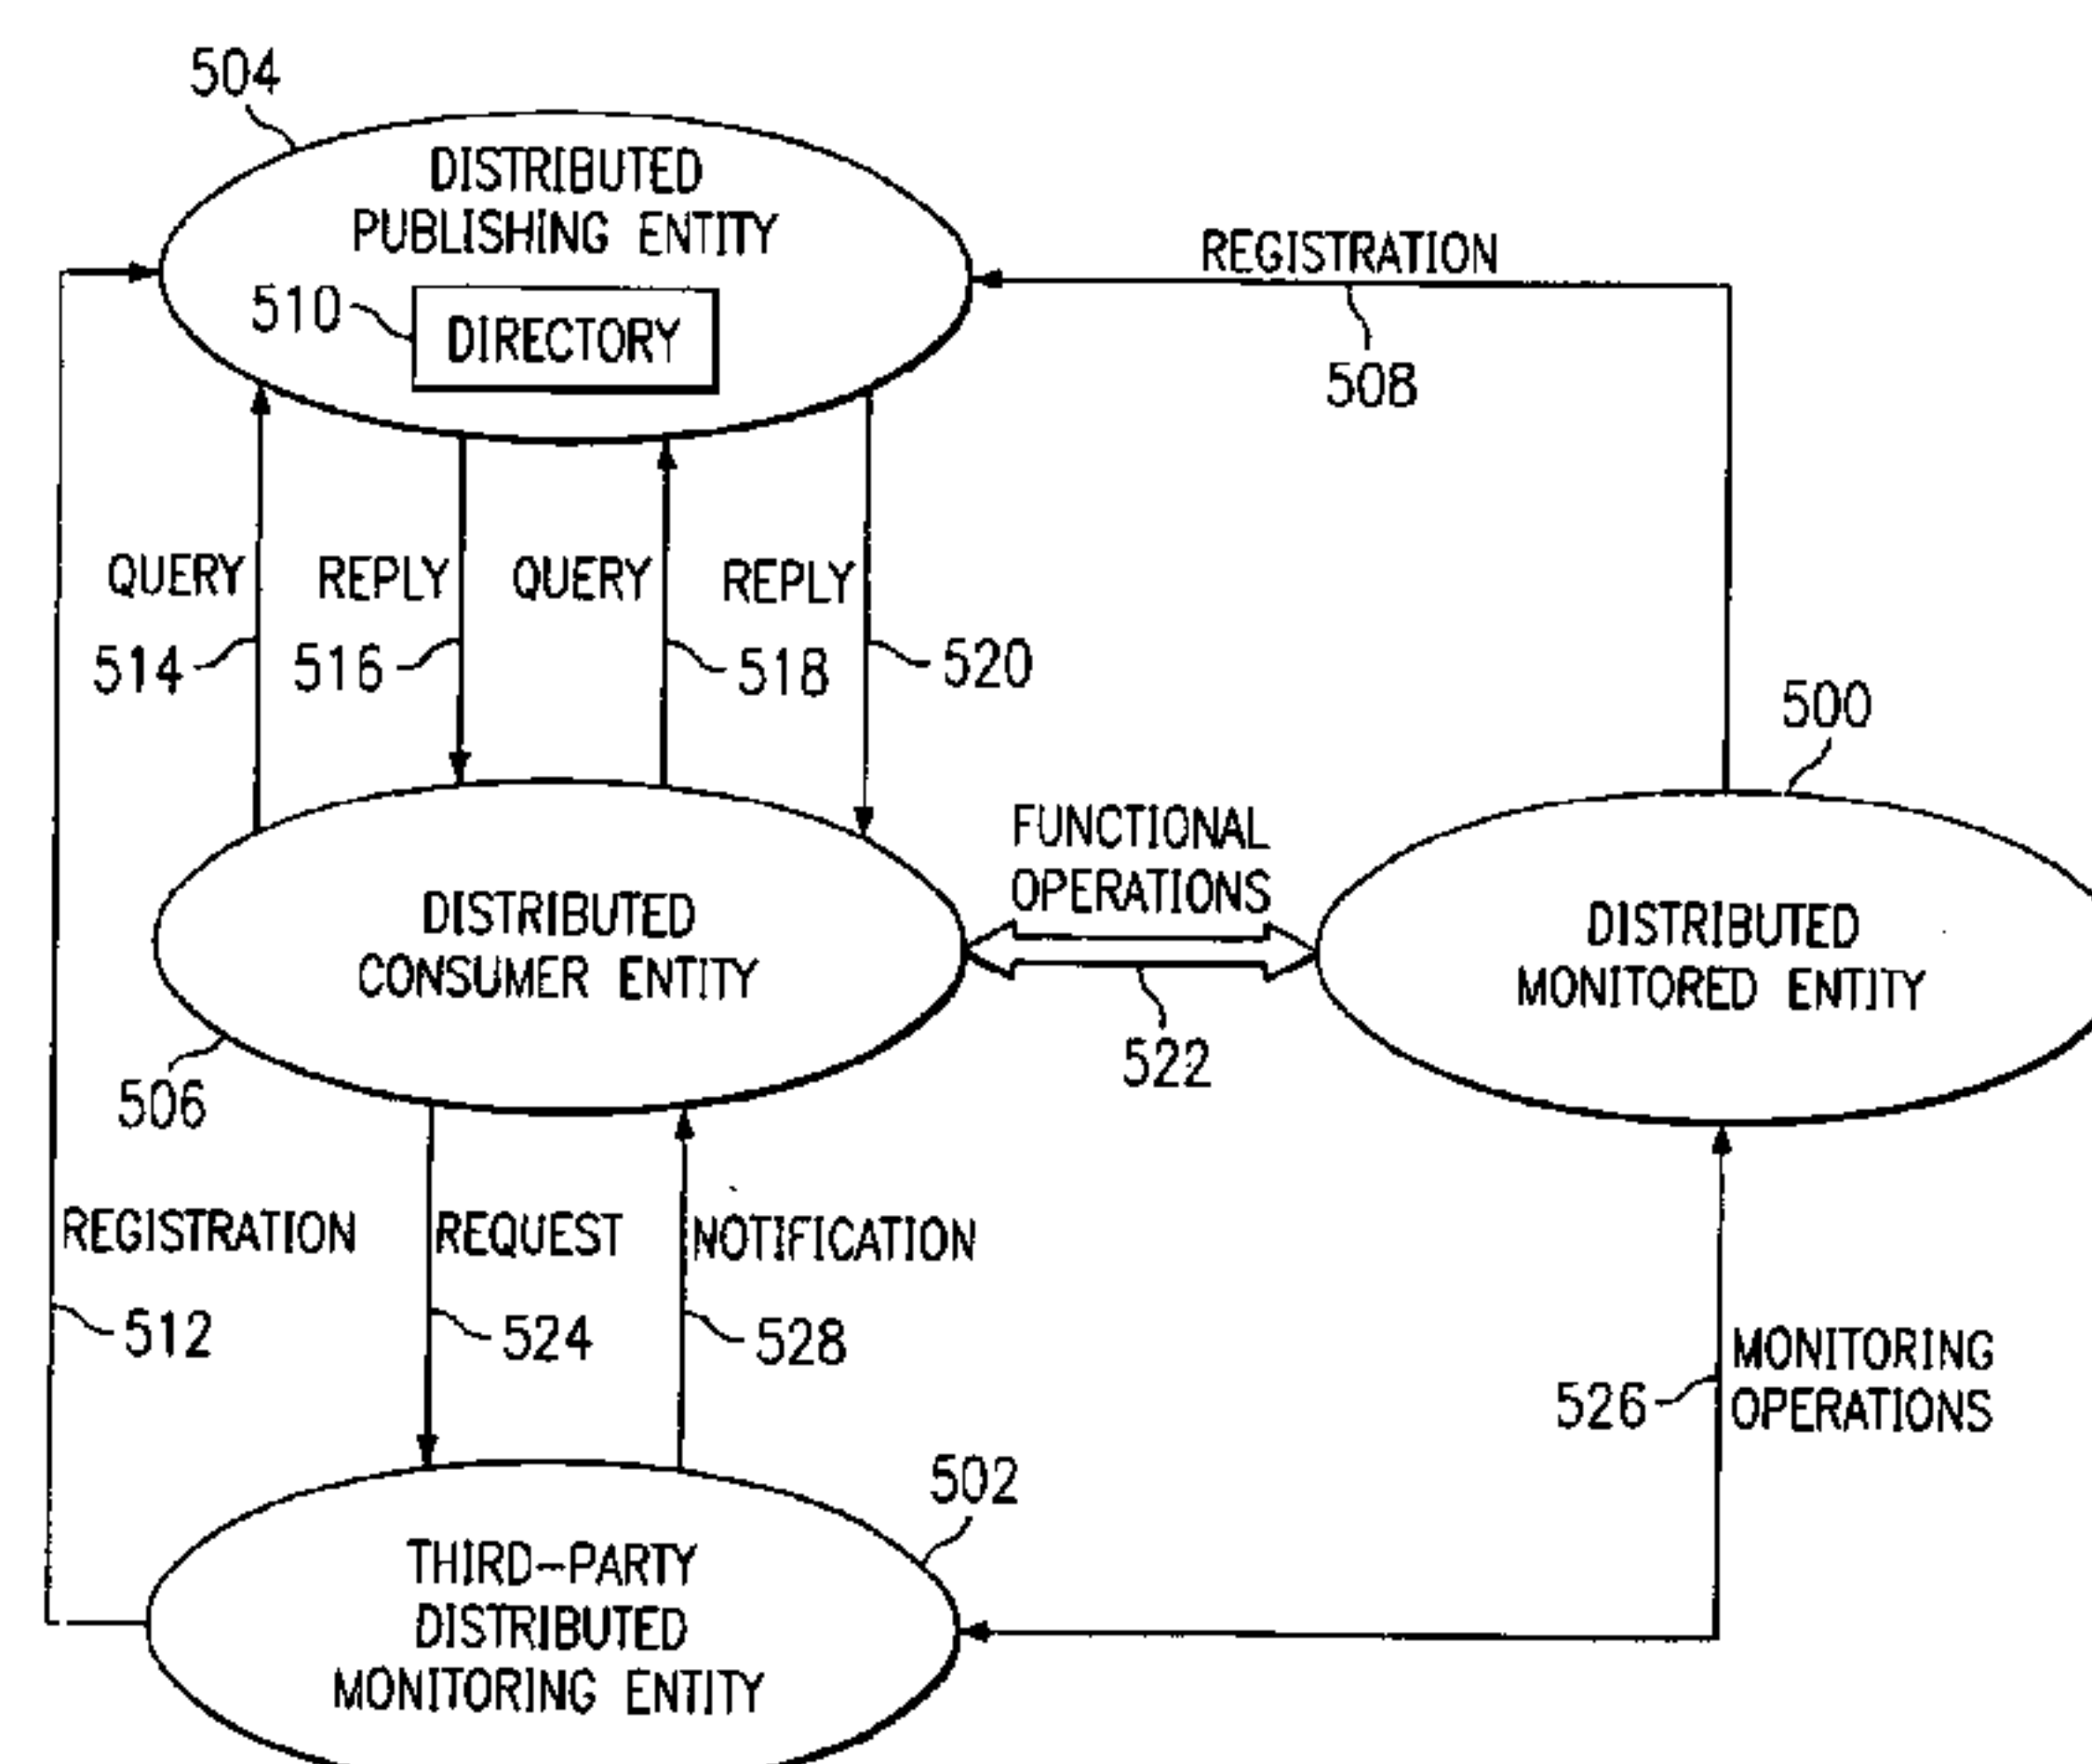 504
DISTRIBUTED
PUBLISHING ENTITY
510
DIRECTORY
REGISTRATION
508
QUERY
REPLY
QUERY
REPLY
514
516
518
520
500
FUNCTIONAL
OPERATIONS
DISTRIBUTED
CONSUMER ENTITY
DISTRIBUTED
MONITORED ENTITY
522
506
REGISTRATION
REQUEST
NOTIFICATION
512
524
528
MONITORING
OPERATIONS
526
502
THIRD-PARTY
DISTRIBUTED
MONITORING ENTITY